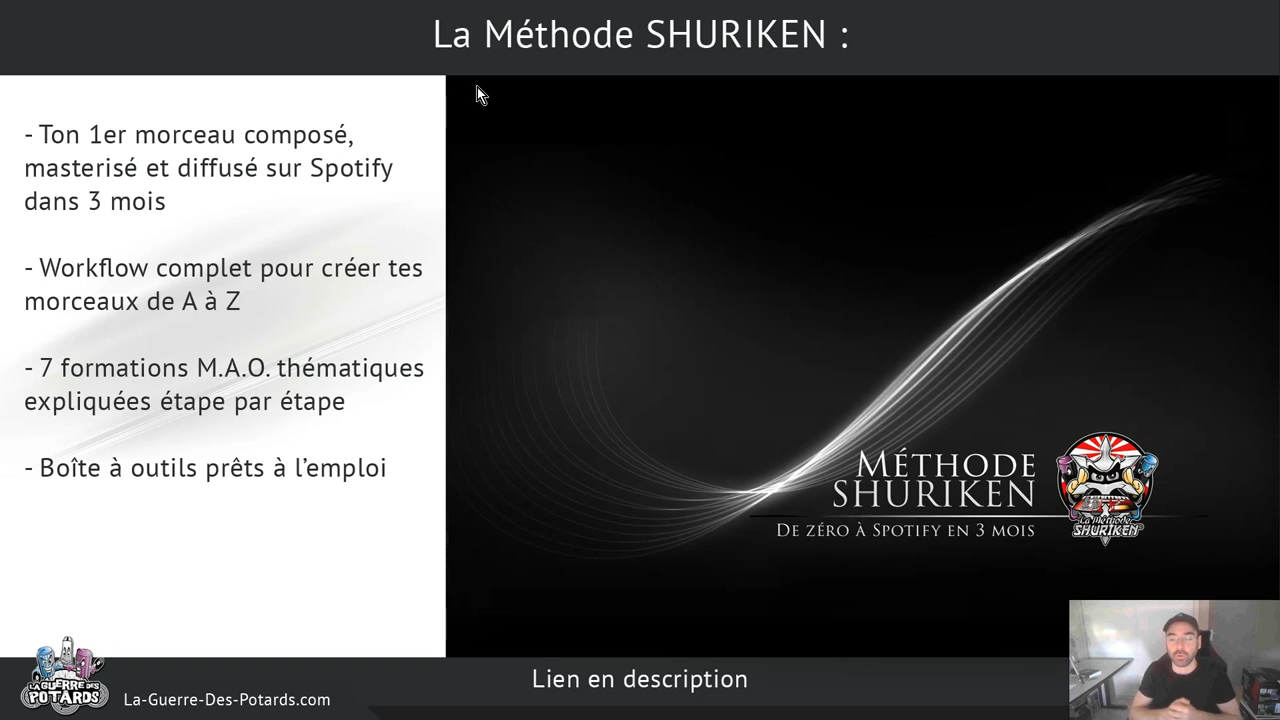 La Méthode SHURIKEN :
- Ton 1er morceau composé,
masterisé et diffusé sur Spotify
dans 3 mois
- Workflow complet pour créer tes
morceaux de A à Z
- 7 formations M.A.O. thématiques
expliquées étape par étape
- Boîte à outils prêts à l’emploi
MÉTHODE
SHURIKEN
DE ZÉRO À SPOTIFY EN 3 MOIS
La Méthode
SHURIKEN
LA GUERRE DES
POTARDS
La-Guerre-Des-Potards.com
Lien en description